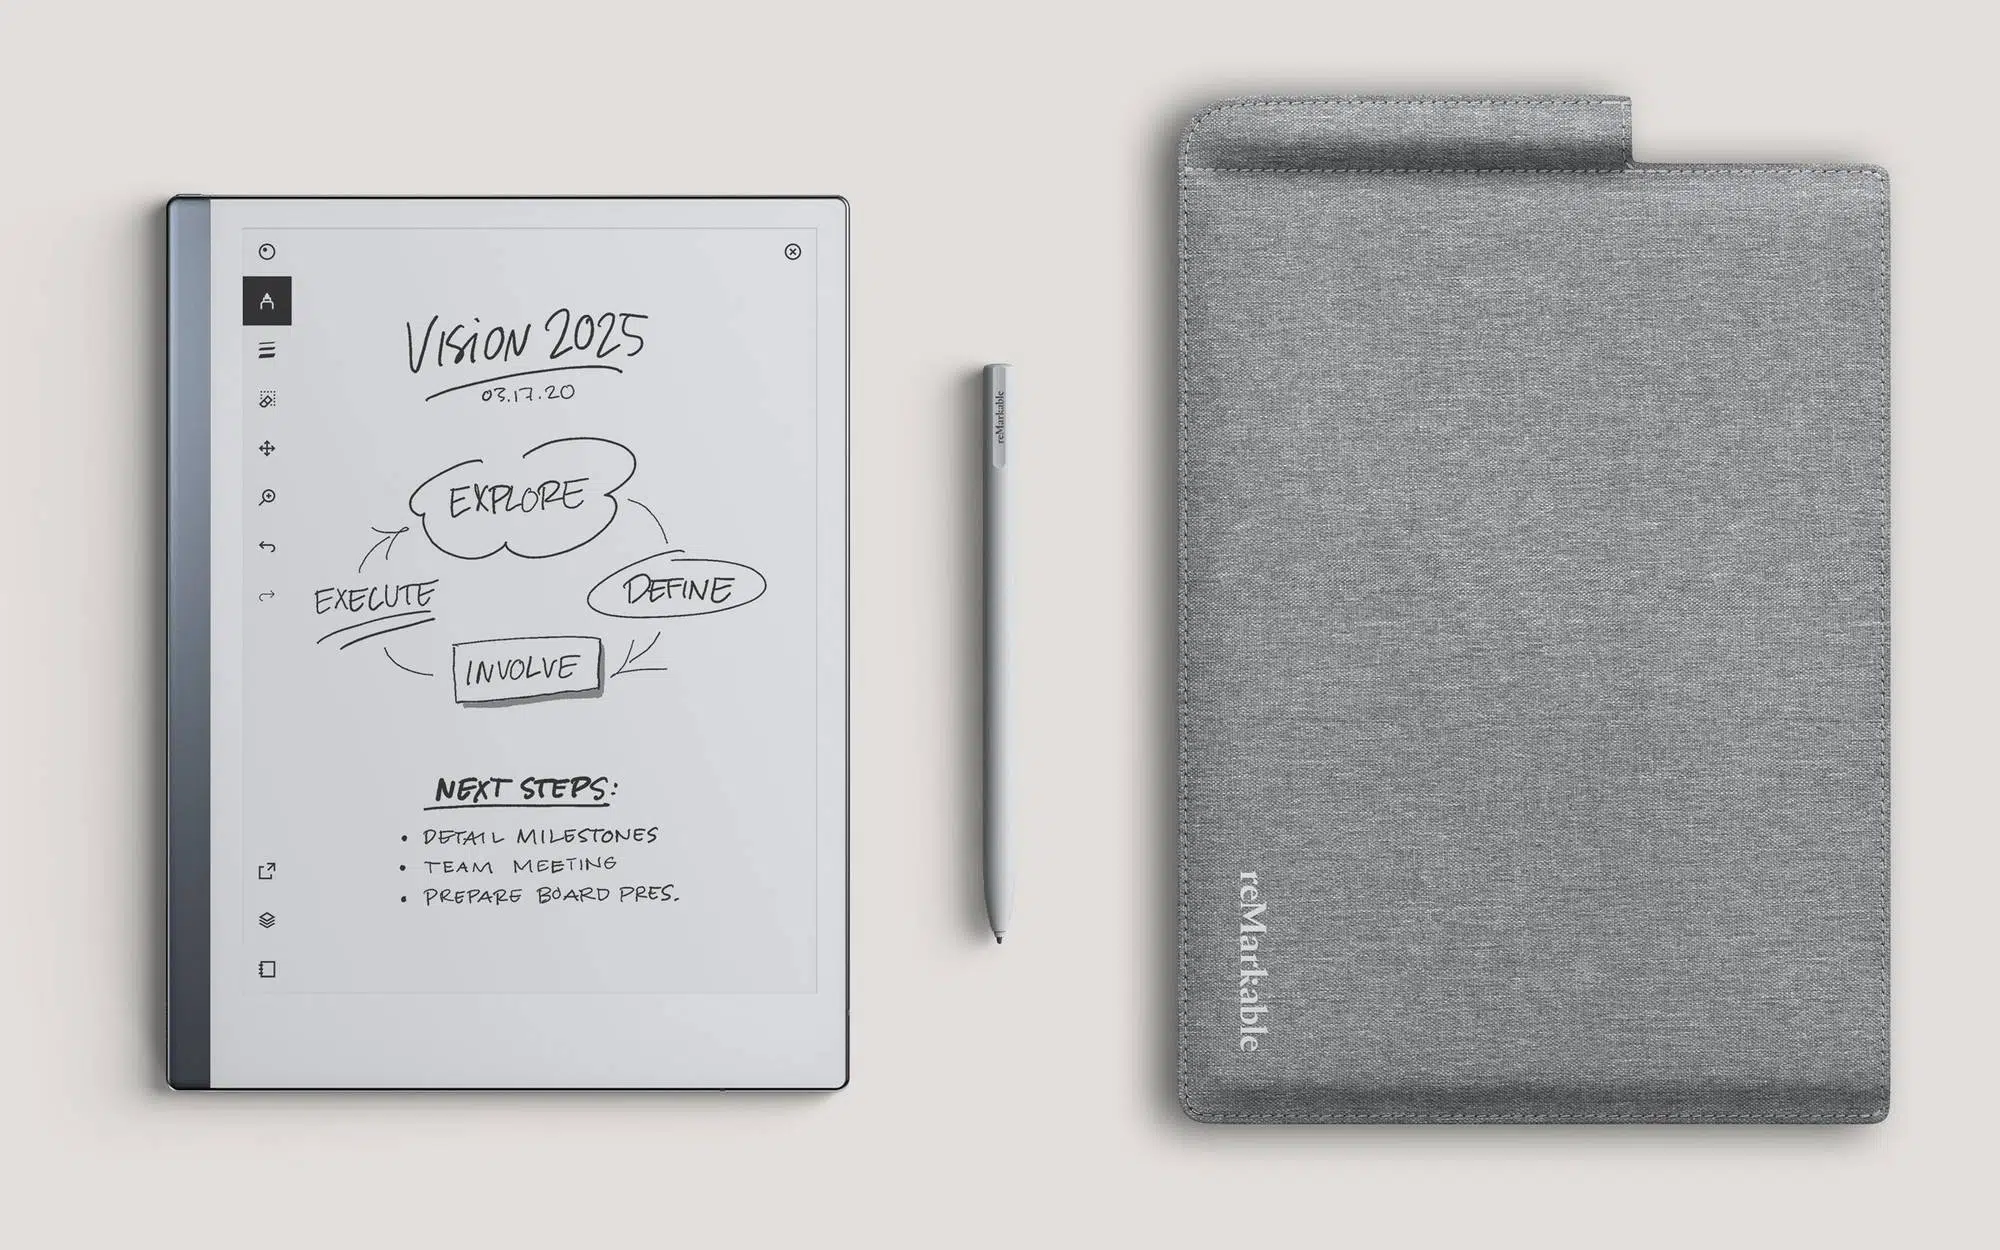 Vision 2025
03.17.20
EXPLORE
DEFINE
INVOLVE
EXECUTE
NEXT STEPS:
• DETAIL MILESTONES
• TEAM MEETING
• PREPARE BOARD PRES.
reMarkable
reMarkable